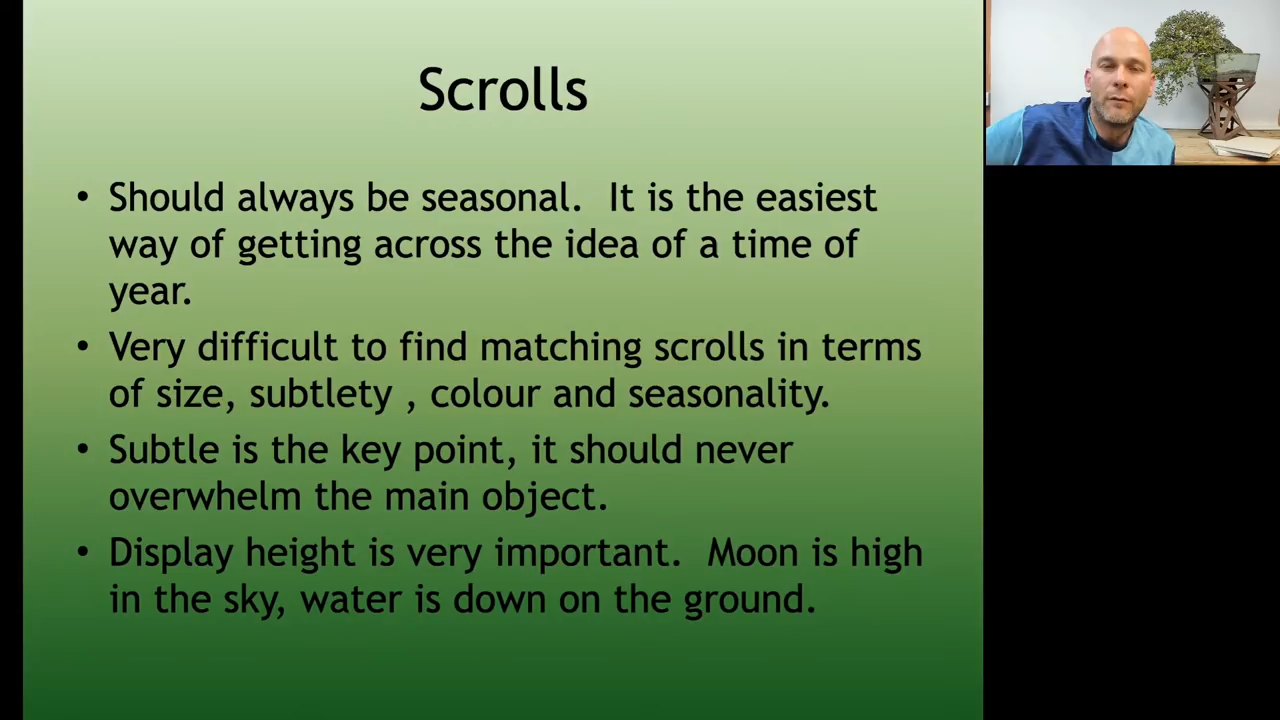 Scrolls
• Should always be seasonal.  It is the easiest
way of getting across the idea of a time of
year.
• Very difficult to find matching scrolls in terms
of size, subtlety , colour and seasonality.
• Subtle is the key point, it should never
overwhelm the main object.
• Display height is very important.  Moon is high
in the sky, water is down on the ground.